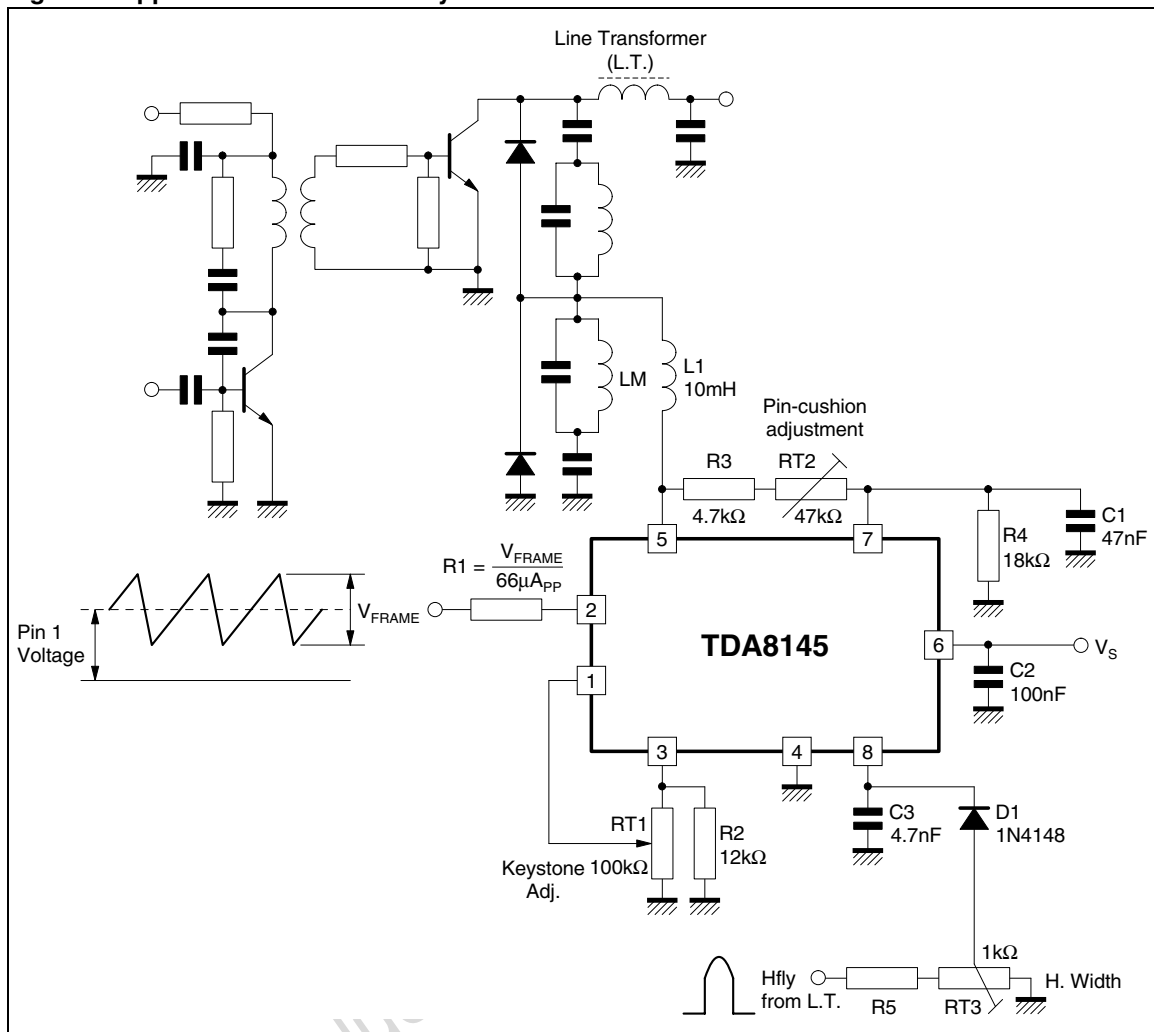 Line Transformer
(L.T.)
LM
L1
10mH
Pin-cushion
adjustment
R3
RT2
4.7kΩ
47kΩ
R4
18kΩ
C1
47nF
R1 =
V_FRAME
66µA_PP
V_FRAME
Pin 1
Voltage
5
7
2
1
TDA8145
6
V_S
C2
100nF
3
4
8
RT1
Keystone 100kΩ
Adj.
R2
12kΩ
C3
4.7nF
D1
1N4148
1kΩ
Hfly
from L.T.
R5
RT3
H. Width